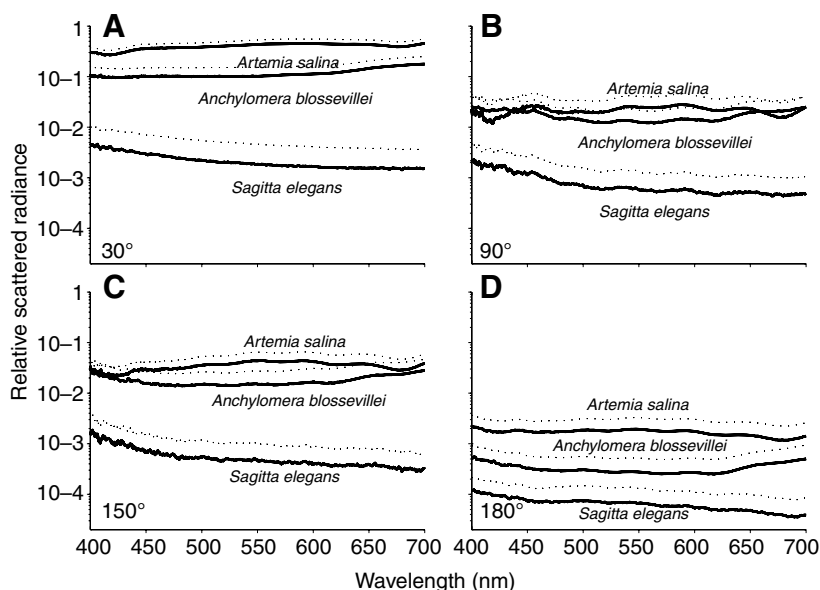 A
B
1
10–1
10–2
10–3
10–4
Artemia salina
Anchylomera blossevillei
Sagitta elegans
30°
Artemia salina
Anchylomera blossevillei
Sagitta elegans
90°
Relative scattered radiance
C
D
1
10–1
10–2
10–3
10–4
Artemia salina
Anchylomera blossevillei
Sagitta elegans
150°
Artemia salina
Anchylomera blossevillei
Sagitta elegans
180°
400 450 500 550 600 650 700
400 450 500 550 600 650 700
Wavelength (nm)